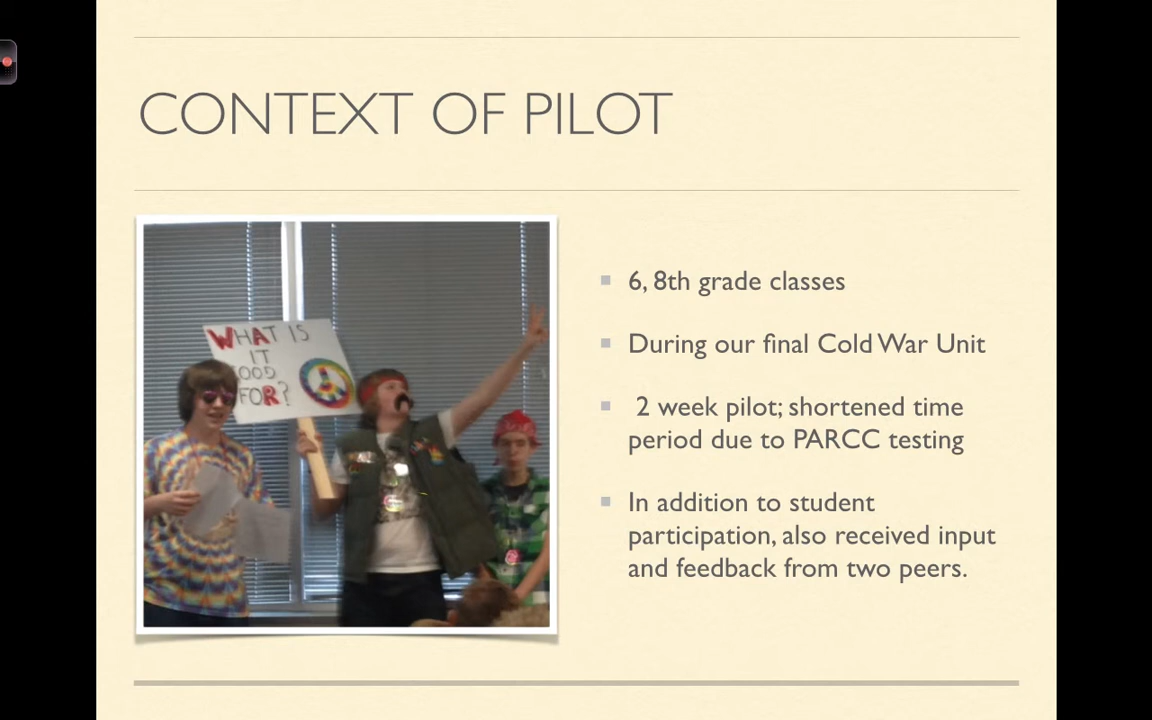 CONTEXT OF PILOT
WHAT IS
IT
GOOD
FOR?
6, 8th grade classes
During our final Cold War Unit
2 week pilot; shortened time
period due to PARCC testing
In addition to student
participation, also received input
and feedback from two peers.